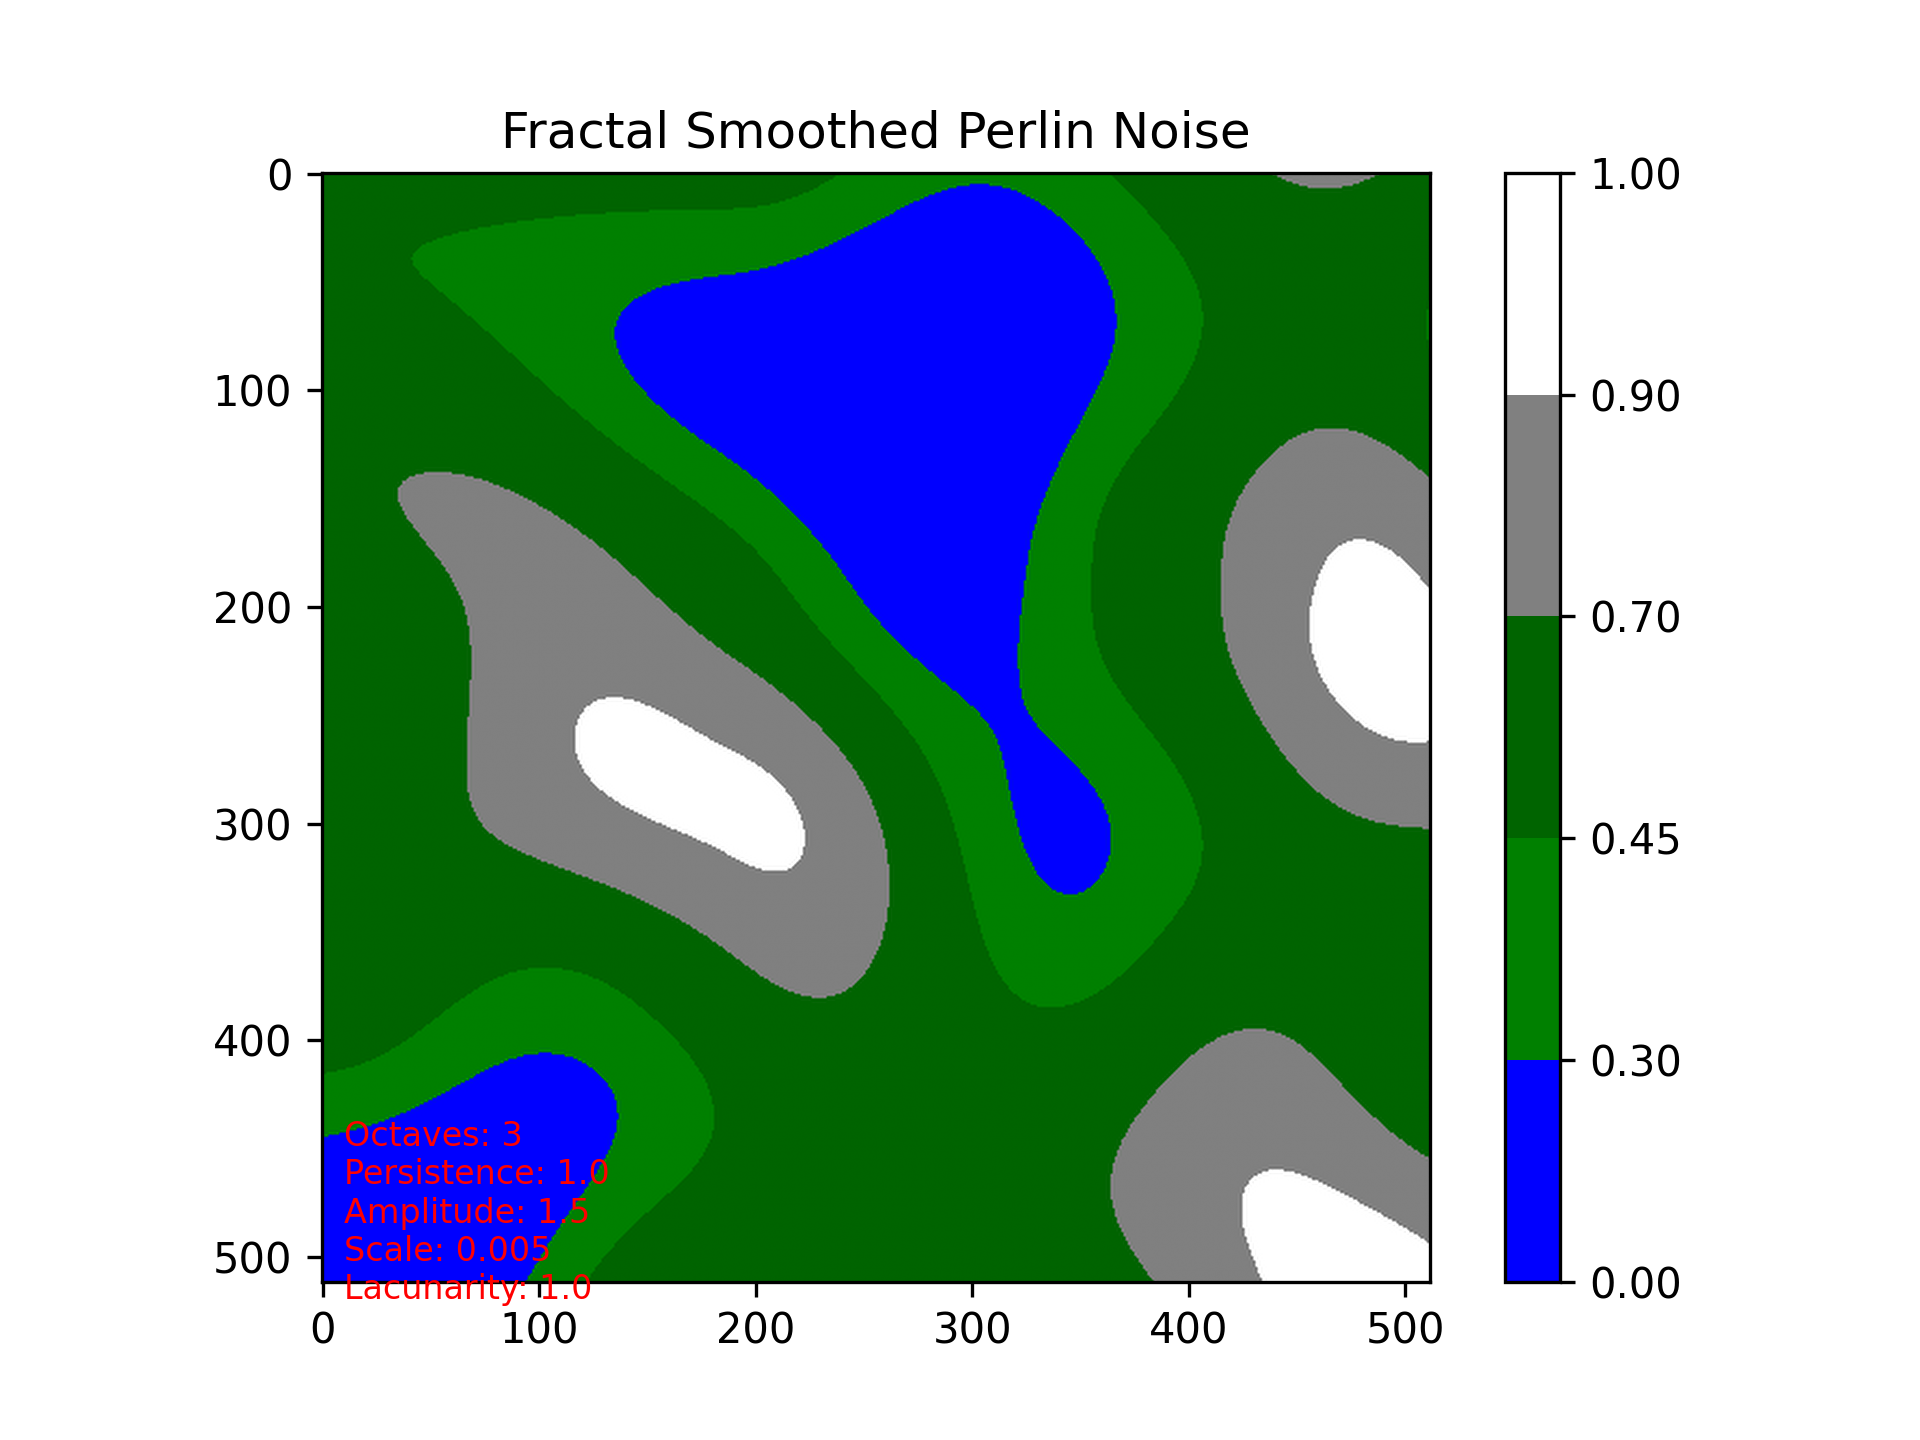 Fractal Smoothed Perlin Noise
0
100
200
300
400
500
Octaves: 3
Persistence: 1.0
Amplitude: 1.5
Scale: 0.005
Lacunarity: 1.0
0 100 200 300 400 500
1.00
0.90
0.70
0.45
0.30
0.00